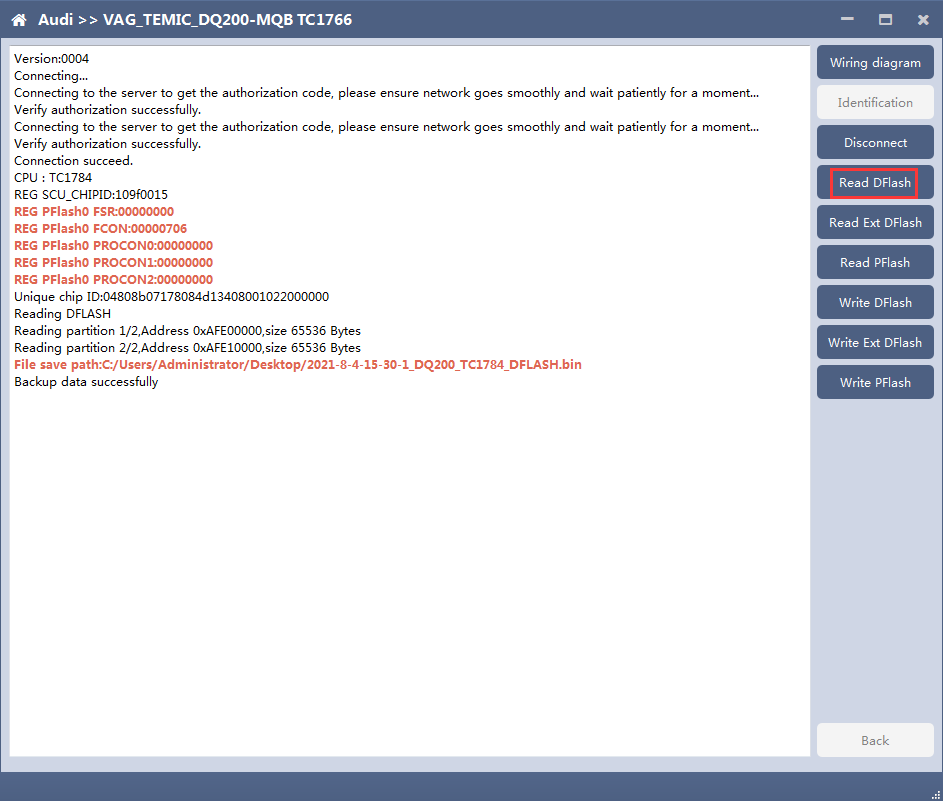 Audi >> VAG_TEMIC_DQ200-MQB TC1766
Version:0004
Connecting...
Connecting to the server to get the authorization code, please ensure network goes smoothly and wait patiently for a moment...
Verify authorization successfully.
Connecting to the server to get the authorization code, please ensure network goes smoothly and wait patiently for a moment...
Verify authorization successfully.
Connection succeed.
CPU : TC1784
REG SCU_CHIPID:109f0015
REG PFlash0 FSR:00000000
REG PFlash0 FCON:00000706
REG PFlash0 PROCON0:00000000
REG PFlash0 PROCON1:00000000
REG PFlash0 PROCON2:00000000
Unique chip ID:04808b07178084d13408001022000000
Reading DFLASH
Reading partition 1/2,Address 0xAFE00000,size 65536 Bytes
Reading partition 2/2,Address 0xAFE10000,size 65536 Bytes
File save path:C:/Users/Administrator/Desktop/2021-8-4-15-30-1_DQ200_TC1784_DFLASH.bin
Backup data successfully
Wiring diagram
Identification
Disconnect
Read DFlash
Read Ext DFlash
Read PFlash
Write DFlash
Write Ext DFlash
Write PFlash
Back